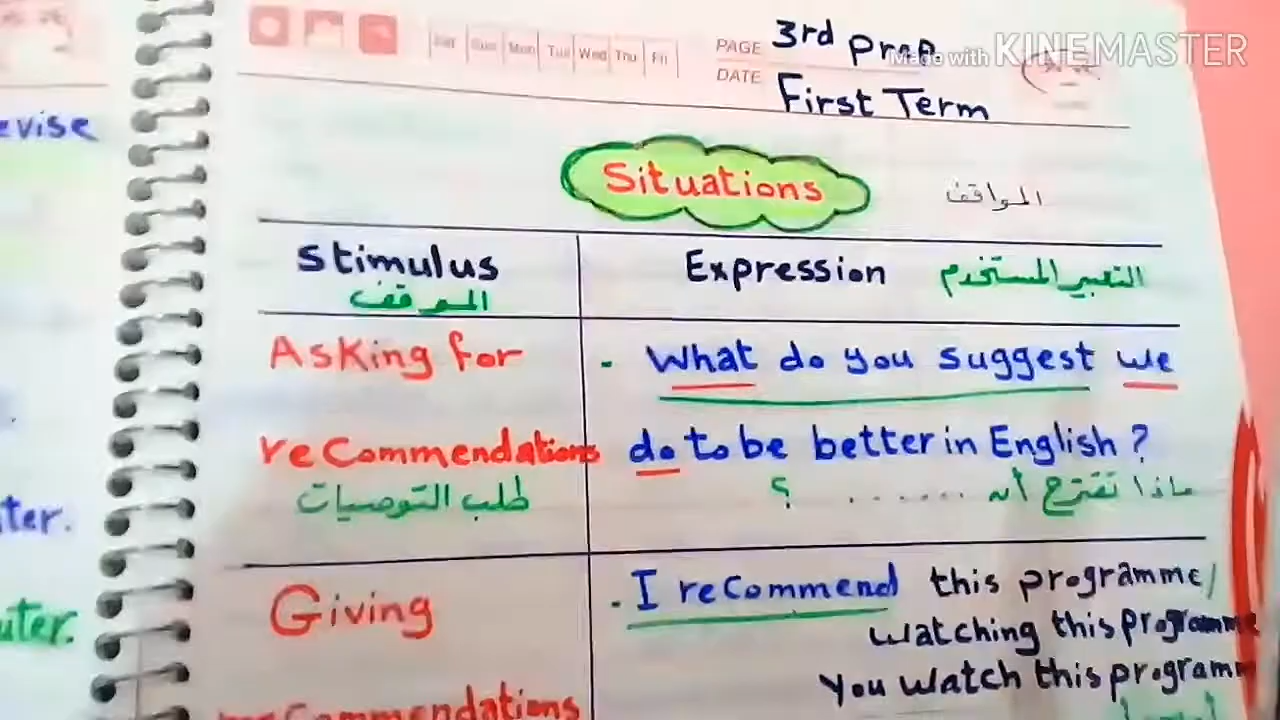 Sat Sun Mon Tue Wed Thu Fri
PAGE 3rd prep
DATE First Term
Made with KINEMASTER
evise
Situations المواقف
Stimulus Expression التعبير المستخدم
الموقف
Asking for - What do you suggest we
recommendations do to be better in English ?
طلب التوصيات ماذا تقترح أن ...... ؟
ter.
Giving - I recommend this programme/
uter. watching this programme
You watch this programm
recommendations